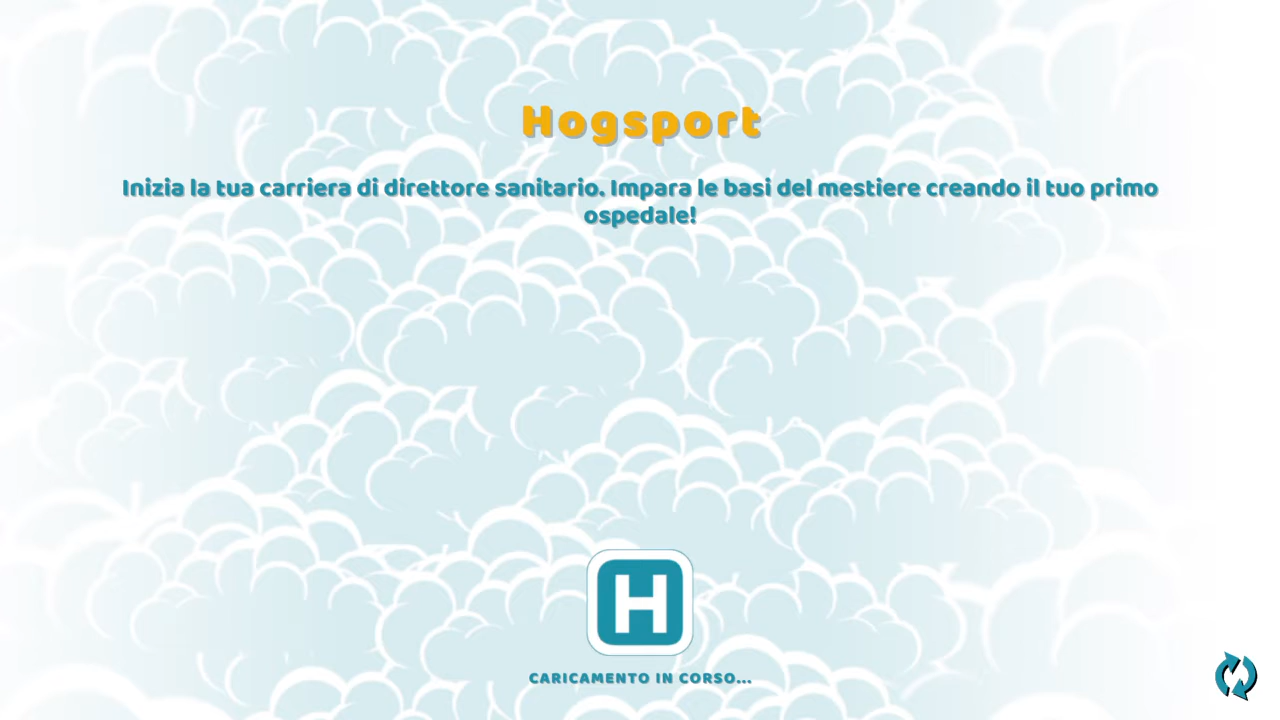 Hogsport
Inizia la tua carriera di direttore sanitario. Impara le basi del mestiere creando il tuo primo
ospedale!
H
CARICAMENTO IN CORSO...